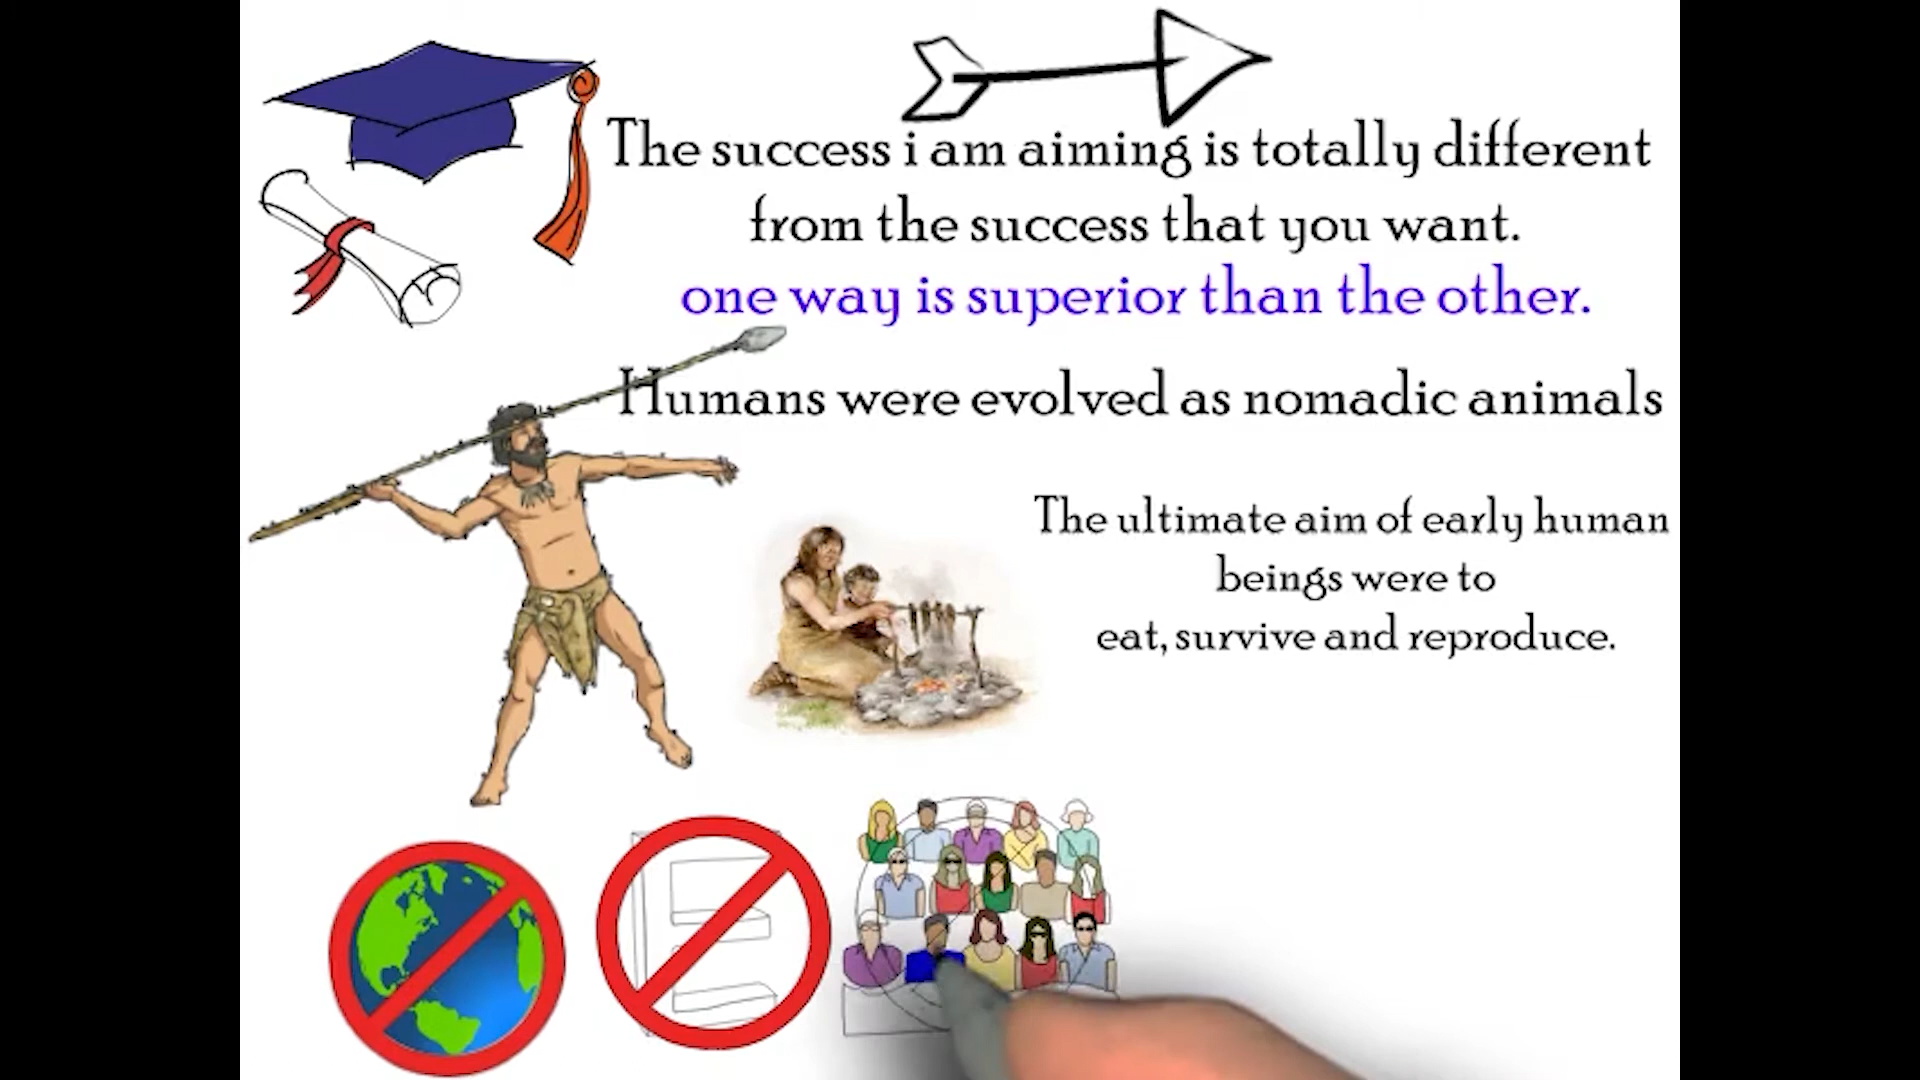 The success i am aiming is totally different
from the success that you want.
one way is superior than the other.
Humans were evolved as nomadic animals
The ultimate aim of early human
beings were to
eat, survive and reproduce.